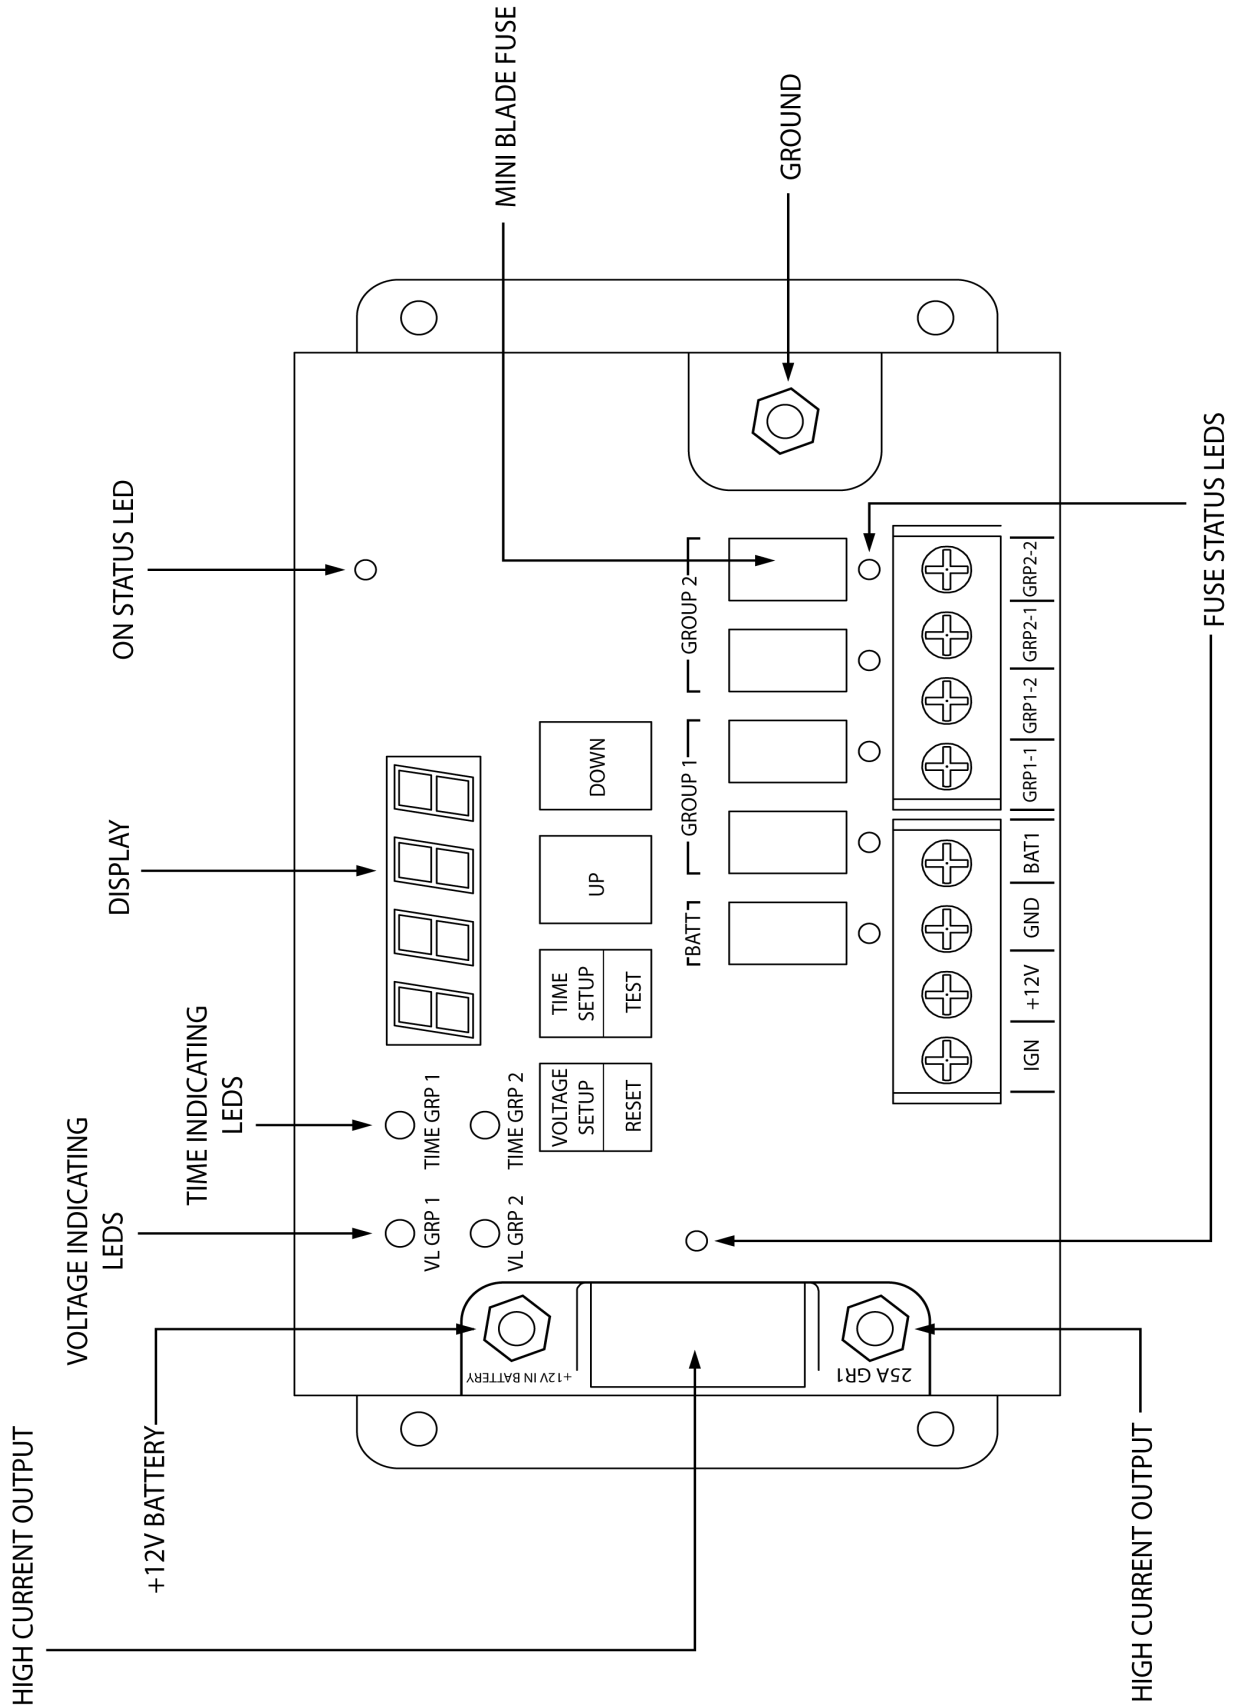 HIGH CURRENT OUTPUT
+12V BATTERY
VOLTAGE INDICATING
LEDS
TIME INDICATING
LEDS
DISPLAY
ON STATUS LED
MINI BLADE FUSE
GROUND
FUSE STATUS LEDS
HIGH CURRENT OUTPUT
+12V IN BATTERY
25A GR1
VL GRP 1
TIME GRP 1
VL GRP 2
TIME GRP 2
VOLTAGE
SETUP
RESET
TIME
SETUP
TEST
UP
DOWN
BATT
GROUP 1
GROUP 2
IGN
+12V
GND
BAT1
GRP1-1
GRP1-2
GRP2-1
GRP2-2